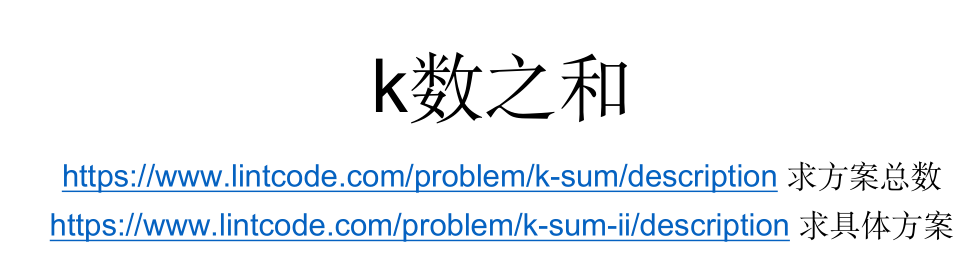 k数之和
https://www.lintcode.com/problem/k-sum/description 求方案总数
https://www.lintcode.com/problem/k-sum-ii/description 求具体方案